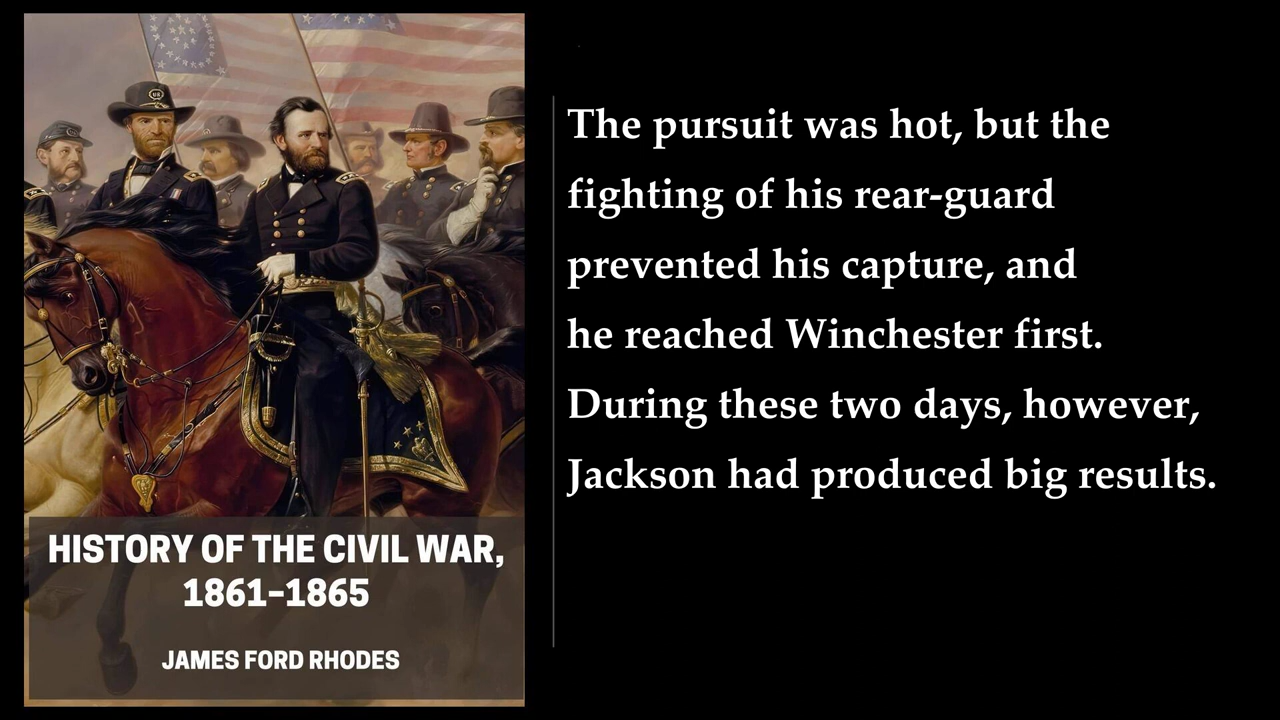 HISTORY OF THE CIVIL WAR,
1861–1865
JAMES FORD RHODES
The pursuit was hot, but the
fighting of his rear-guard
prevented his capture, and
he reached Winchester first.
During these two days, however,
Jackson had produced big results.